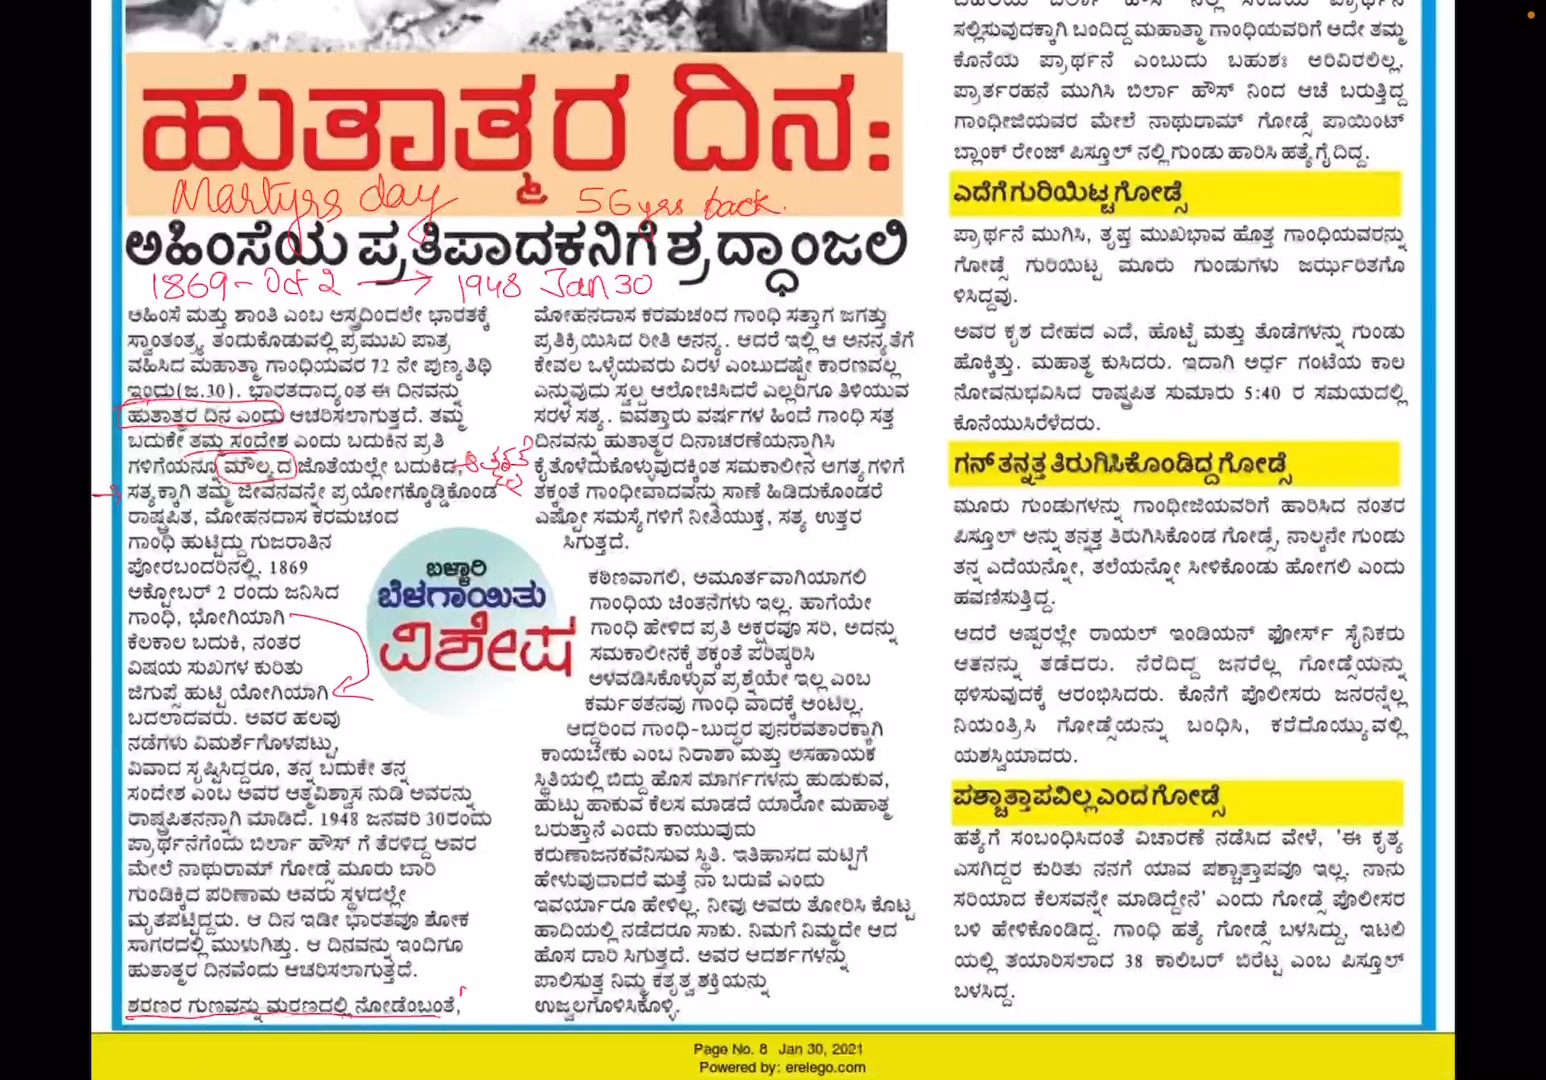 ಹುತಾತ್ಮರ ದಿನ:
Martyrs day 56 yrs back.
ಅಹಿಂಸೆಯ ಪ್ರತಿಪಾದಕನಿಗೆ ಶ್ರದ್ಧಾಂಜಲಿ
1869 - Oct 2 → 1948 Jan 30
ಅಹಿಂಸೆ ಮತ್ತು ಶಾಂತಿ ಎಂಬ ಅಸ್ತ್ರದಿಂದಲೇ ಭಾರತಕ್ಕೆ
ಸ್ವಾಂತಂತ್ರ್ಯ ತಂದುಕೊಡುವಲ್ಲಿ ಪ್ರಮುಖ ಪಾತ್ರ
ವಹಿಸಿದ ಮಹಾತ್ಮಾ ಗಾಂಧಿಯವರ 72 ನೇ ಪುಣ್ಯತಿಥಿ
ಇಂದು(ಜ.30). ಭಾರತದಾದ್ಯಂತ ಈ ದಿನವನ್ನು
ಹುತಾತ್ಮರ ದಿನ ಎಂದು ಆಚರಿಸಲಾಗುತ್ತದೆ. ತಮ್ಮ
ಬದುಕೇ ತಮ್ಮ ಸಂದೇಶ ಎಂದು ಬದುಕಿನ ಪ್ರತಿ
ಗಳಿಗೆಯನ್ನೂ ಮೌಲ್ಯದ ಜೊತೆಯಲ್ಲೇ ಬದುಕಿದ,
ಸತ್ಯಕ್ಕಾಗಿ ತಮ್ಮ ಜೀವನವನ್ನೇ ಪ್ರಯೋಗಕ್ಕೊಡ್ಡಿಕೊಂಡ
ರಾಷ್ಟ್ರಪಿತ, ಮೋಹನದಾಸ ಕರಮಚಂದ
ಗಾಂಧಿ ಹುಟ್ಟಿದ್ದು ಗುಜರಾತಿನ
ಪೋರಬಂದರಿನಲ್ಲಿ. 1869
ಅಕ್ಟೋಬರ್ 2 ರಂದು ಜನಿಸಿದ
ಗಾಂಧಿ, ಭೋಗಿಯಾಗಿ
ಕೆಲಕಾಲ ಬದುಕಿ, ನಂತರ
ವಿಷಯ ಸುಖಗಳ ಕುರಿತು
ಜಿಗುಪ್ಸೆ ಹುಟ್ಟಿ ಯೋಗಿಯಾಗಿ
ಬದಲಾದವರು. ಅವರ ಹಲವು
ನಡೆಗಳು ವಿಮರ್ಶೆಗೊಳಪಟ್ಟು,
ವಿವಾದ ಸೃಷ್ಟಿಸಿದ್ದರೂ, ತನ್ನ ಬದುಕೇ ತನ್ನ
ಸಂದೇಶ ಎಂಬ ಅವರ ಆತ್ಮವಿಶ್ವಾಸ ನುಡಿ ಅವರನ್ನು
ರಾಷ್ಟ್ರಪಿತನನ್ನಾಗಿ ಮಾಡಿದೆ. 1948 ಜನವರಿ 30ರಂದು
ಪ್ರಾರ್ಥನೆಗೆಂದು ಬಿರ್ಲಾ ಹೌಸ್ ಗೆ ತೆರಳಿದ್ದ ಅವರ
ಮೇಲೆ ನಾಥುರಾಮ್ ಗೋಡ್ಸೆ ಮೂರು ಬಾರಿ
ಗುಂಡಿಕ್ಕಿದ ಪರಿಣಾಮ ಅವರು ಸ್ಥಳದಲ್ಲೇ
ಮೃತಪಟ್ಟಿದ್ದರು. ಆ ದಿನ ಇಡೀ ಭಾರತವೂ ಶೋಕ
ಸಾಗರದಲ್ಲಿ ಮುಳುಗಿತ್ತು. ಆ ದಿನವನ್ನು ಇಂದಿಗೂ
ಹುತಾತ್ಮರ ದಿನವೆಂದು ಆಚರಿಸಲಾಗುತ್ತದೆ.
ಶರಣರ ಗುಣವನ್ನು ಮರಣದಲ್ಲಿ ನೋಡೆಂಬಂತೆ,
ಬಳ್ಳಾರಿ
ಬೆಳಗಾಯಿತು
ವಿಶೇಷ
ಮೋಹನದಾಸ ಕರಮಚಂದ ಗಾಂಧಿ ಸತ್ತಾಗ ಜಗತ್ತು
ಪ್ರತಿಕ್ರಿಯಿಸಿದ ರೀತಿ ಅನನ್ಯ. ಆದರೆ ಇಲ್ಲಿ ಆ ಅನನ್ಯತೆಗೆ
ಕೇವಲ ಒಳ್ಳೆಯವರು ವಿರಳ ಎಂಬುದಷ್ಟೇ ಕಾರಣವಲ್ಲ
ಎನ್ನುವುದು ಸ್ವಲ್ಪ ಆಲೋಚಿಸಿದರೆ ಎಲ್ಲರಿಗೂ ತಿಳಿಯುವ
ಸರಳ ಸತ್ಯ. ಐವತ್ತಾರು ವರ್ಷಗಳ ಹಿಂದೆ ಗಾಂಧಿ ಸತ್ತ
ದಿನವನ್ನು ಹುತಾತ್ಮರ ದಿನಾಚರಣೆಯನ್ನಾಗಿಸಿ
ಕೈತೊಳೆದುಕೊಳ್ಳುವುದಕ್ಕಿಂತ ಸಮಕಾಲೀನ ಅಗತ್ಯಗಳಿಗೆ
ತಕ್ಕಂತೆ ಗಾಂಧೀವಾದವನ್ನು ಸಾಣೆ ಹಿಡಿದುಕೊಂಡರೆ
ಎಷ್ಟೋ ಸಮಸ್ಯೆಗಳಿಗೆ ನೀತಿಯುಕ್ತ, ಸತ್ಯ ಉತ್ತರ
ಸಿಗುತ್ತದೆ.
ಕಠಿಣವಾಗಲಿ, ಅಮೂರ್ತವಾಗಿಯಾಗಲಿ
ಗಾಂಧಿಯ ಚಿಂತನೆಗಳು ಇಲ್ಲ. ಹಾಗೆಯೇ
ಗಾಂಧಿ ಹೇಳಿದ ಪ್ರತಿ ಅಕ್ಷರವೂ ಸರಿ, ಅದನ್ನು
ಸಮಕಾಲೀನಕ್ಕೆ ತಕ್ಕಂತೆ ಪರಿಷ್ಕರಿಸಿ
ಅಳವಡಿಸಿಕೊಳ್ಳುವ ಪ್ರಶ್ನೆಯೇ ಇಲ್ಲ ಎಂಬ
ಕರ್ಮಠತನವು ಗಾಂಧಿ ವಾದಕ್ಕೆ ಅಂಟಿಲ್ಲ.
ಆದ್ದರಿಂದ ಗಾಂಧಿ-ಬುದ್ಧರ ಪುನರವತಾರಕ್ಕಾಗಿ
ಕಾಯಬೇಕು ಎಂಬ ನಿರಾಶಾ ಮತ್ತು ಅಸಹಾಯಕ
ಸ್ಥಿತಿಯಲ್ಲಿ ಬಿದ್ದು ಹೊಸ ಮಾರ್ಗಗಳನ್ನು ಹುಡುಕುವ,
ಹುಟ್ಟು ಹಾಕುವ ಕೆಲಸ ಮಾಡದೆ ಯಾರೋ ಮಹಾತ್ಮ
ಬರುತ್ತಾನೆ ಎಂದು ಕಾಯುವುದು
ಕರುಣಾಜನಕವೆನಿಸುವ ಸ್ಥಿತಿ. ಇತಿಹಾಸದ ಮಟ್ಟಿಗೆ
ಹೇಳುವುದಾದರೆ ಮತ್ತೆ ನಾ ಬರುವೆ ಎಂದು
ಇವರ್ಯಾರೂ ಹೇಳಿಲ್ಲ. ನೀವು ಅವರು ತೋರಿಸಿ ಕೊಟ್ಟ
ಹಾದಿಯಲ್ಲಿ ನಡೆದರೂ ಸಾಕು. ನಿಮಗೆ ನಿಮ್ಮದೇ ಆದ
ಹೊಸ ದಾರಿ ಸಿಗುತ್ತದೆ. ಅವರ ಆದರ್ಶಗಳನ್ನು
ಪಾಲಿಸುತ್ತ ನಿಮ್ಮ ಕತೃತ್ವ ಶಕ್ತಿಯನ್ನು
ಉಜ್ವಲಗೊಳಿಸಿಕೊಳ್ಳಿ.
ಸಲ್ಲಿಸುವುದಕ್ಕಾಗಿ ಬಂದಿದ್ದ ಮಹಾತ್ಮಾ ಗಾಂಧಿಯವರಿಗೆ ಅದೇ ತಮ್ಮ
ಕೊನೆಯ ಪ್ರಾರ್ಥನೆ ಎಂಬುದು ಬಹುಶಃ ಅರಿವಿರಲಿಲ್ಲ.
ಪ್ರಾರ್ತರಹನೆ ಮುಗಿಸಿ ಬಿರ್ಲಾ ಹೌಸ್ ನಿಂದ ಆಚೆ ಬರುತ್ತಿದ್ದ
ಗಾಂಧೀಜಿಯವರ ಮೇಲೆ ನಾಥುರಾಮ್ ಗೋಡ್ಸೆ ಪಾಯಿಂಟ್
ಬ್ಲಾಂಕ್ ರೇಂಜ್ ಪಿಸ್ತೂಲ್ ನಲ್ಲಿ ಗುಂಡು ಹಾರಿಸಿ ಹತ್ಯೆಗೈದಿದ್ದ.
ಎದೆಗೆ ಗುರಿಯಿಟ್ಟ ಗೋಡ್ಸೆ
ಪ್ರಾರ್ಥನೆ ಮುಗಿಸಿ, ತೃಪ್ತ ಮುಖಭಾವ ಹೊತ್ತ ಗಾಂಧಿಯವರನ್ನು
ಗೋಡ್ಸೆ ಗುರಿಯಿಟ್ಟ ಮೂರು ಗುಂಡುಗಳು ಜರ್ಝರಿತಗೊ
ಳಿಸಿದ್ದವು.
ಅವರ ಕೃಶ ದೇಹದ ಎದೆ, ಹೊಟ್ಟೆ ಮತ್ತು ತೊಡೆಗಳನ್ನು ಗುಂಡು
ಹೊಕ್ಕಿತ್ತು. ಮಹಾತ್ಮ ಕುಸಿದರು. ಇದಾಗಿ ಅರ್ಧ ಗಂಟೆಯ ಕಾಲ
ನೋವನುಭವಿಸಿದ ರಾಷ್ಟ್ರಪಿತ ಸುಮಾರು 5:40 ರ ಸಮಯದಲ್ಲಿ
ಕೊನೆಯುಸಿರೆಳೆದರು.
ಗನ್ ತನ್ನತ್ತ ತಿರುಗಿಸಿಕೊಂಡಿದ್ದ ಗೋಡ್ಸೆ
ಮೂರು ಗುಂಡುಗಳನ್ನು ಗಾಂಧೀಜಿಯವರಿಗೆ ಹಾರಿಸಿದ ನಂತರ
ಪಿಸ್ತೂಲ್ ಅನ್ನು ತನ್ನತ್ತ ತಿರುಗಿಸಿಕೊಂಡ ಗೋಡ್ಸೆ, ನಾಲ್ಕನೇ ಗುಂಡು
ತನ್ನ ಎದೆಯನ್ನೋ, ತಲೆಯನ್ನೋ ಸೀಳಿಕೊಂಡು ಹೋಗಲಿ ಎಂದು
ಹವಣಿಸುತ್ತಿದ್ದ.
ಆದರೆ ಅಷ್ಟರಲ್ಲೇ ರಾಯಲ್ ಇಂಡಿಯನ್ ಫೋರ್ಸ್ ಸೈನಿಕರು
ಆತನನ್ನು ತಡೆದರು. ನೆರೆದಿದ್ದ ಜನರೆಲ್ಲ ಗೋಡ್ಸೆಯನ್ನು
ಥಳಿಸುವುದಕ್ಕೆ ಆರಂಭಿಸಿದರು. ಕೊನೆಗೆ ಪೊಲೀಸರು ಜನರನ್ನೆಲ್ಲ
ನಿಯಂತ್ರಿಸಿ ಗೋಡ್ಸೆಯನ್ನು ಬಂಧಿಸಿ, ಕರೆದೊಯ್ಯುವಲ್ಲಿ
ಯಶಸ್ವಿಯಾದರು.
ಪಶ್ಚಾತ್ತಾಪವಿಲ್ಲ ಎಂದ ಗೋಡ್ಸೆ
ಹತ್ಯೆಗೆ ಸಂಬಂಧಿಸಿದಂತೆ ವಿಚಾರಣೆ ನಡೆಸಿದ ವೇಳೆ, 'ಈ ಕೃತ್ಯ
ಎಸಗಿದ್ದರ ಕುರಿತು ನನಗೆ ಯಾವ ಪಶ್ಚಾತ್ತಾಪವೂ ಇಲ್ಲ. ನಾನು
ಸರಿಯಾದ ಕೆಲಸವನ್ನೇ ಮಾಡಿದ್ದೇನೆ' ಎಂದು ಗೋಡ್ಸೆ ಪೊಲೀಸರ
ಬಳಿ ಹೇಳಿಕೊಂಡಿದ್ದ. ಗಾಂಧಿ ಹತ್ಯೆಗೆ ಗೋಡ್ಸೆ ಬಳಸಿದ್ದು, ಇಟಲಿ
ಯಲ್ಲಿ ತಯಾರಿಸಲಾದ 38 ಕಾಲಿಬರ್ ಬೆರೆಟ್ಟ ಎಂಬ ಪಿಸ್ತೂಲ್
ಬಳಸಿದ್ದ.
Page No. 8 Jan 30, 2021
Powered by: erelego.com